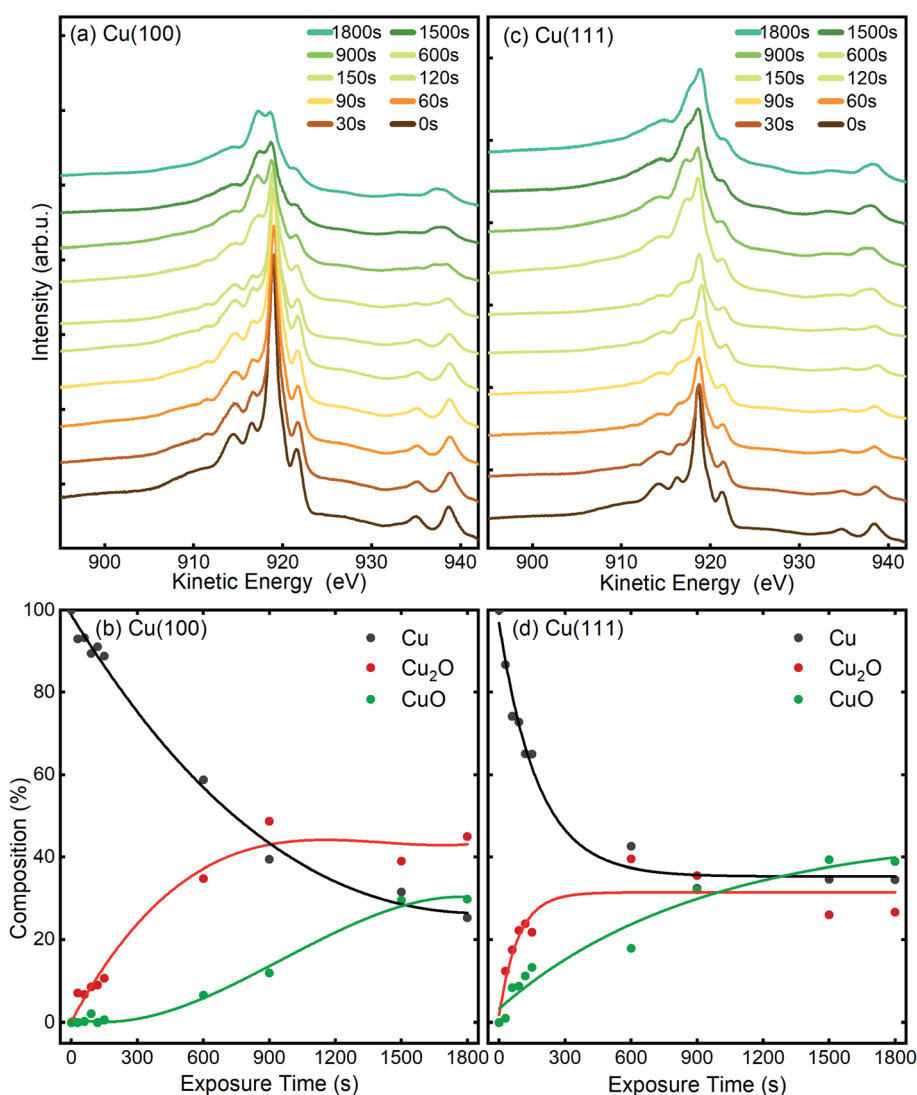 (a) Cu(100)
1800s 1500s
900s 600s
150s 120s
90s 60s
30s 0s
Intensity (arb.u.)
900 910 920 930 940
Kinetic Energy (eV)
(c) Cu(111)
1800s 1500s
900s 600s
150s 120s
90s 60s
30s 0s
900 910 920 930 940
Kinetic Energy (eV)
(b) Cu(100)
Cu
Cu₂O
CuO
100
80
60
40
20
0
Composition (%)
0 300 600 900 1200 1500 1800
Exposure Time (s)
(d) Cu(111)
Cu
Cu₂O
CuO
0 300 600 900 1200 1500 1800
Exposure Time (s)